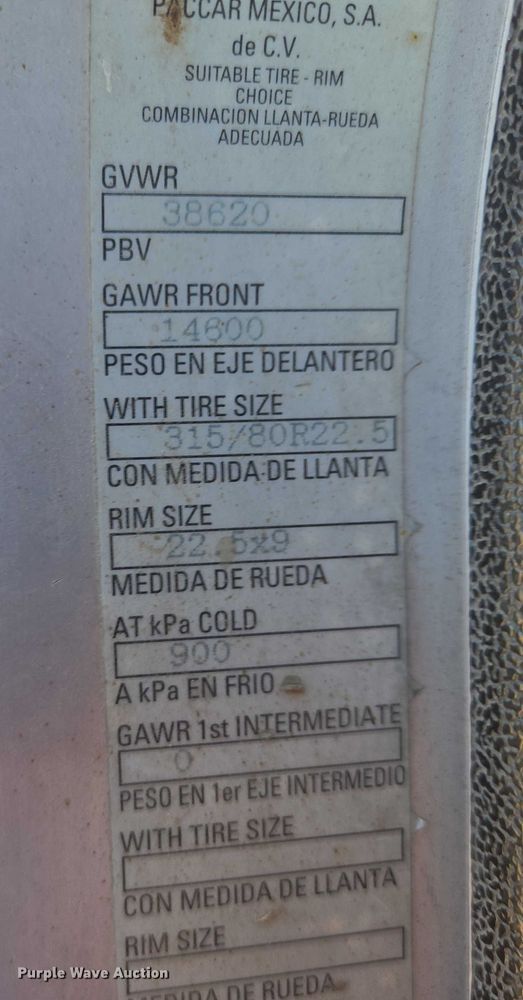 PACCAR MEXICO, S.A.
de C.V.
SUITABLE TIRE - RIM
CHOICE
COMBINACION LLANTA-RUEDA
ADECUADA
GVWR
38620
PBV
GAWR FRONT
14600
PESO EN EJE DELANTERO
WITH TIRE SIZE
315/80R22.5
CON MEDIDA DE LLANTA
RIM SIZE
22.5x9
MEDIDA DE RUEDA
AT kPa COLD
900
A kPa EN FRIO
GAWR 1st INTERMEDIATE
0
PESO EN 1er EJE INTERMEDIO
WITH TIRE SIZE
CON MEDIDA DE LLANTA
RIM SIZE
MEDIDA DE RUEDA
Purple Wave Auction